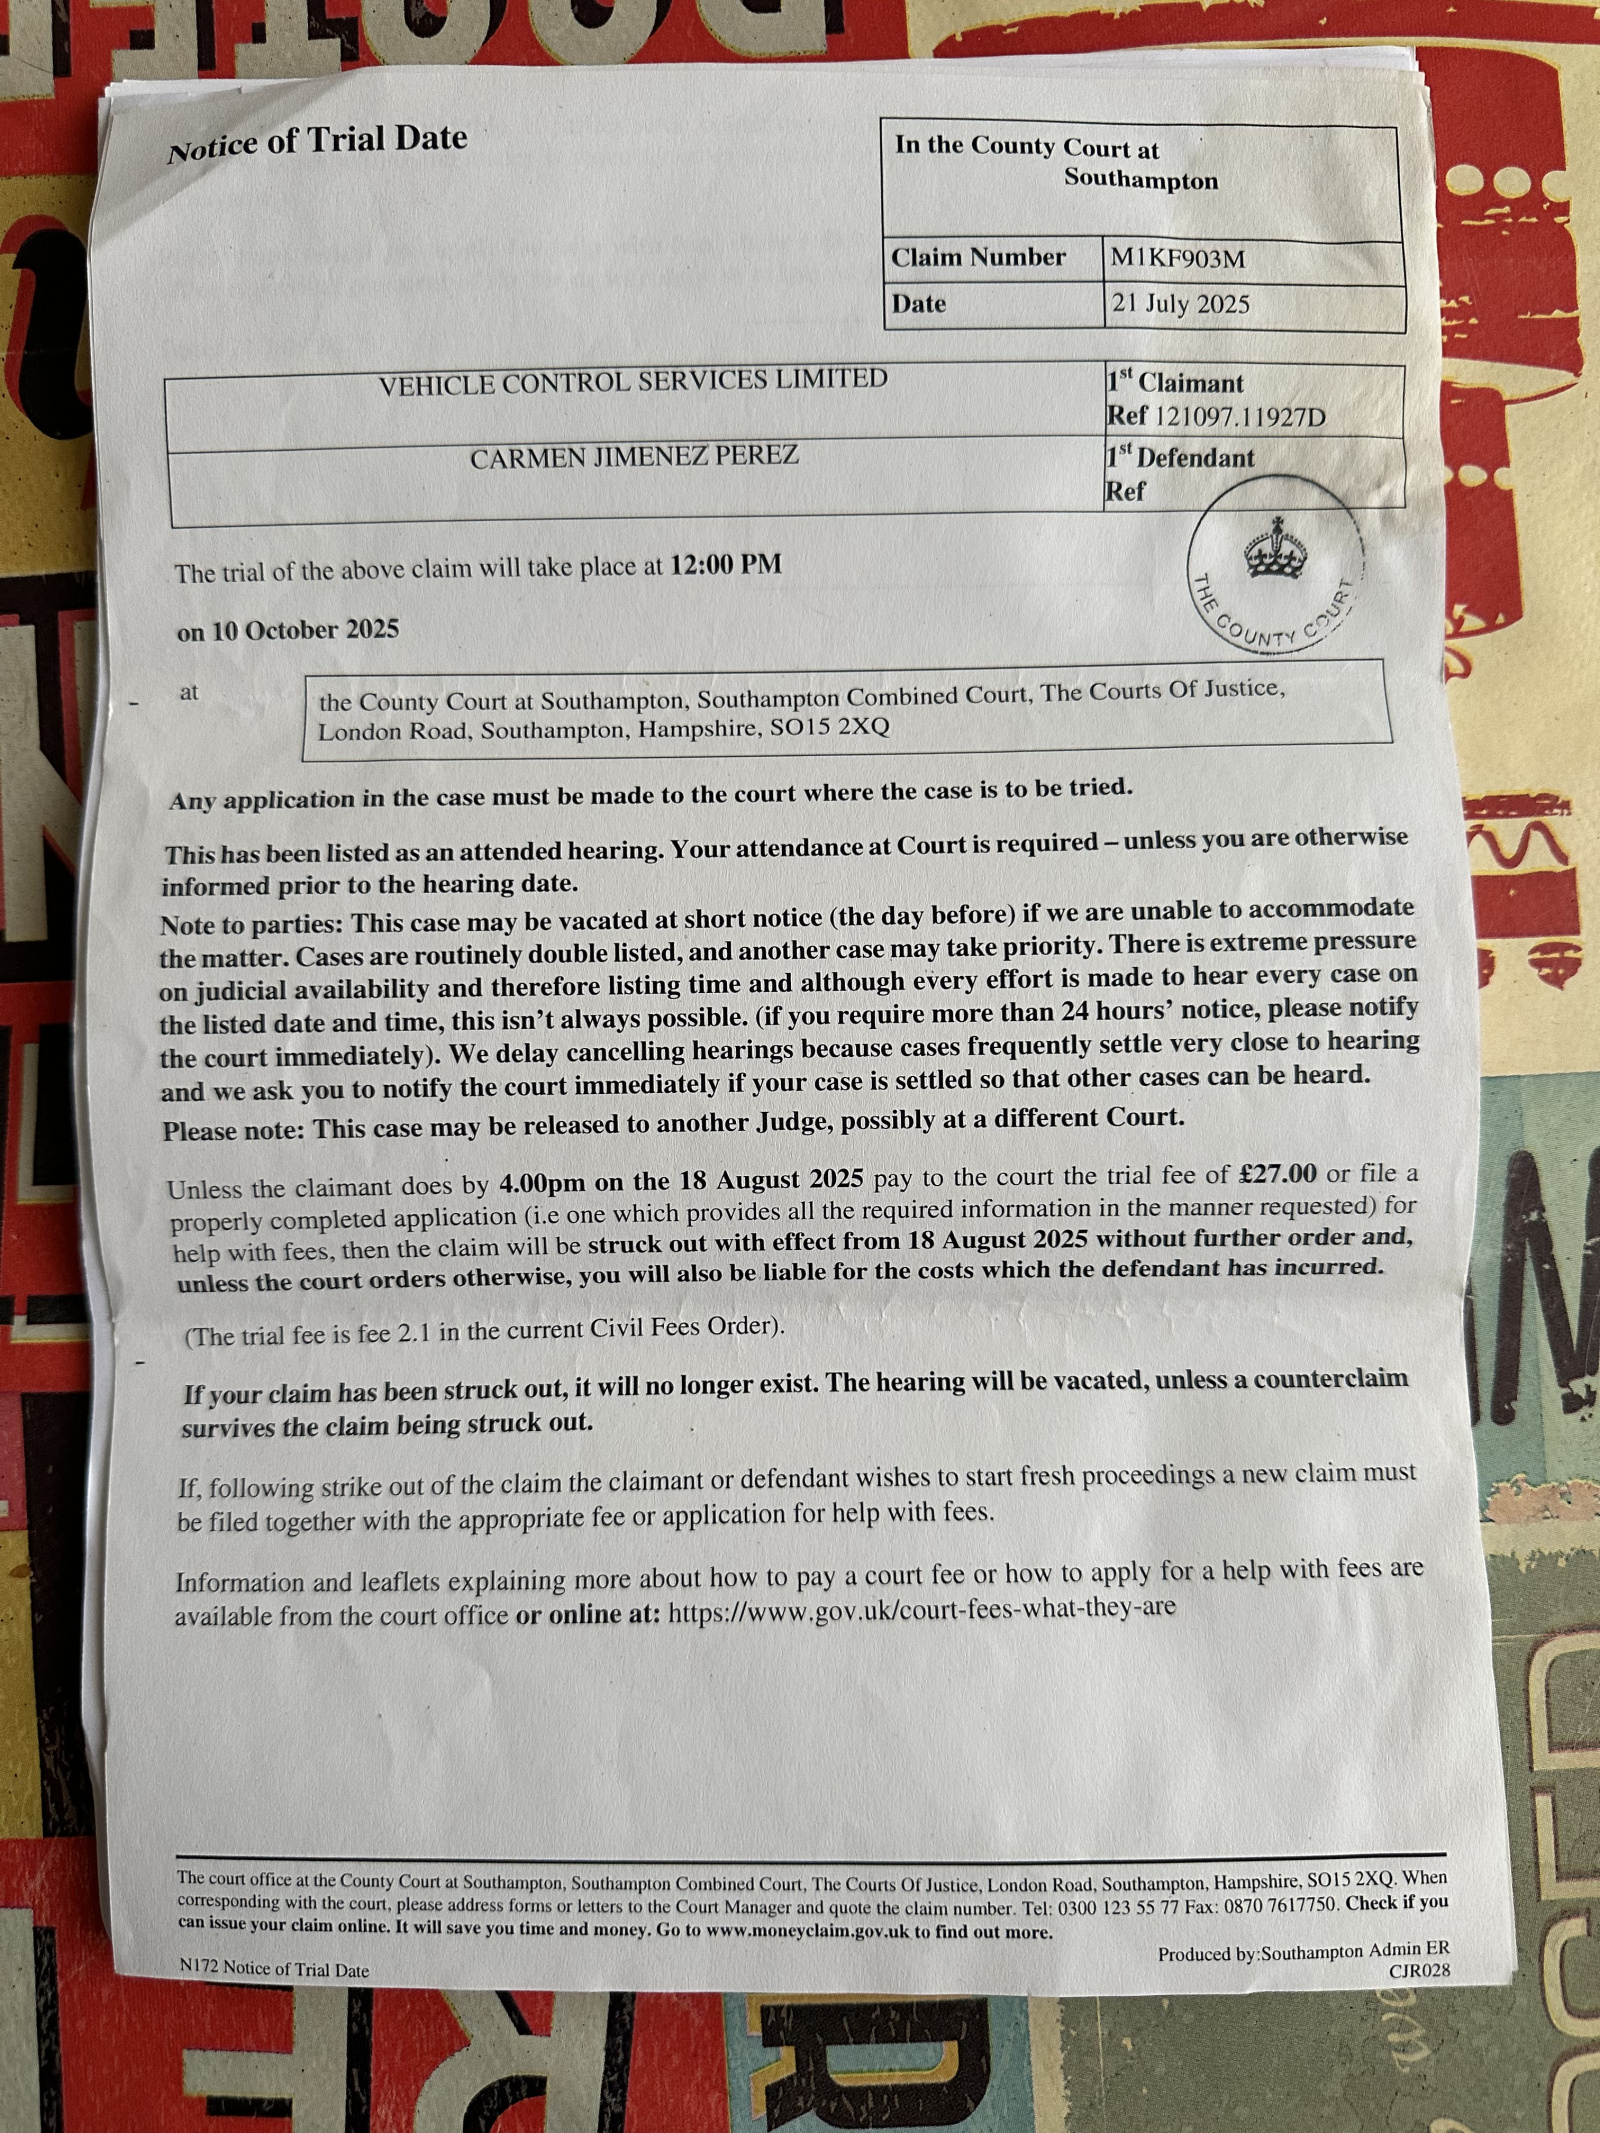 Notice of Trial Date
In the County Court at
Southampton
Claim Number M1KF903M
Date 21 July 2025
VEHICLE CONTROL SERVICES LIMITED
1st Claimant
Ref 121097.11927D
CARMEN JIMENEZ PEREZ
1st Defendant
Ref
THE COUNTY COURT
The trial of the above claim will take place at 12:00 PM
on 10 October 2025
at
the County Court at Southampton, Southampton Combined Court, The Courts Of Justice,
London Road, Southampton, Hampshire, SO15 2XQ
Any application in the case must be made to the court where the case is to be tried.
This has been listed as an attended hearing. Your attendance at Court is required – unless you are otherwise
informed prior to the hearing date.
Note to parties: This case may be vacated at short notice (the day before) if we are unable to accommodate
the matter. Cases are routinely double listed, and another case may take priority. There is extreme pressure
on judicial availability and therefore listing time and although every effort is made to hear every case on
the listed date and time, this isn’t always possible. (if you require more than 24 hours’ notice, please notify
the court immediately). We delay cancelling hearings because cases frequently settle very close to hearing
and we ask you to notify the court immediately if your case is settled so that other cases can be heard.
Please note: This case may be released to another Judge, possibly at a different Court.
Unless the claimant does by 4.00pm on the 18 August 2025 pay to the court the trial fee of £27.00 or file a
properly completed application (i.e one which provides all the required information in the manner requested) for
help with fees, then the claim will be struck out with effect from 18 August 2025 without further order and,
unless the court orders otherwise, you will also be liable for the costs which the defendant has incurred.
(The trial fee is fee 2.1 in the current Civil Fees Order).
If your claim has been struck out, it will no longer exist. The hearing will be vacated, unless a counterclaim
survives the claim being struck out.
If, following strike out of the claim the claimant or defendant wishes to start fresh proceedings a new claim must
be filed together with the appropriate fee or application for help with fees.
Information and leaflets explaining more about how to pay a court fee or how to apply for a help with fees are
available from the court office or online at: https://www.gov.uk/court-fees-what-they-are
The court office at the County Court at Southampton, Southampton Combined Court, The Courts Of Justice, London Road, Southampton, Hampshire, SO15 2XQ. When
corresponding with the court, please address forms or letters to the Court Manager and quote the claim number. Tel: 0300 123 55 77 Fax: 0870 7617750. Check if you
can issue your claim online. It will save you time and money. Go to www.moneyclaim.gov.uk to find out more.
Produced by:Southampton Admin ER
N172 Notice of Trial Date
CJR028